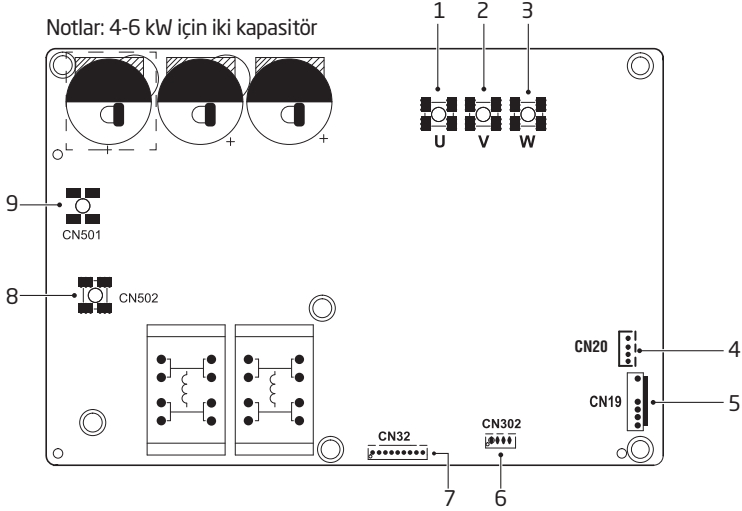 Notlar: 4-6 kW için iki kapasitör
1
2
3
U
V
W
9
CN501
8
CN502
CN20
4
CN19
5
CN302
CN32
7
6